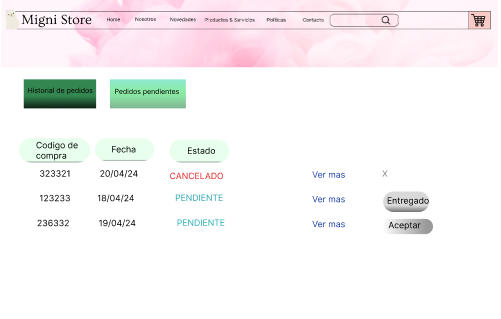 Migni Store Home Nosotros Novedades Productos & Servicios Políticas Contacto
Historial de pedidos Pedidos pendientes
Codigo de compra Fecha Estado
323321 20/04/24 CANCELADO Ver mas X
123233 18/04/24 PENDIENTE Ver mas Entregado
236332 19/04/24 PENDIENTE Ver mas Aceptar